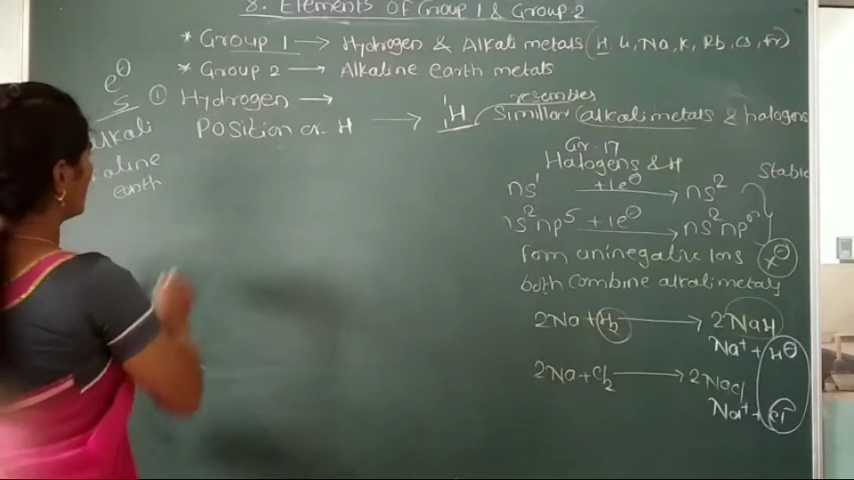 8. Elements Of Group 1 & Group-2
* Group 1 → Hydrogen & Alkali metals (H, Li, Na, K, Rb, Cs, Fr)
* Group 2 → Alkaline earth metals
e⊖
S
① Hydrogen →
Position of H → ¹₁H resembles
Similar (alkali metals & halogens
alkali
aline
earth
Gr-17
Halogens & H
Stable
ns¹ +1e⊖ → ns²
ns²np⁵ +1e⊖ → ns²np⁶
Form uninegative Ions X⊖
both combine alkali metals
2Na + H₂ → 2NaH
Na⁺ + H⊖
2Na + Cl₂ → 2NaCl
Na⁺ + Cl⁻